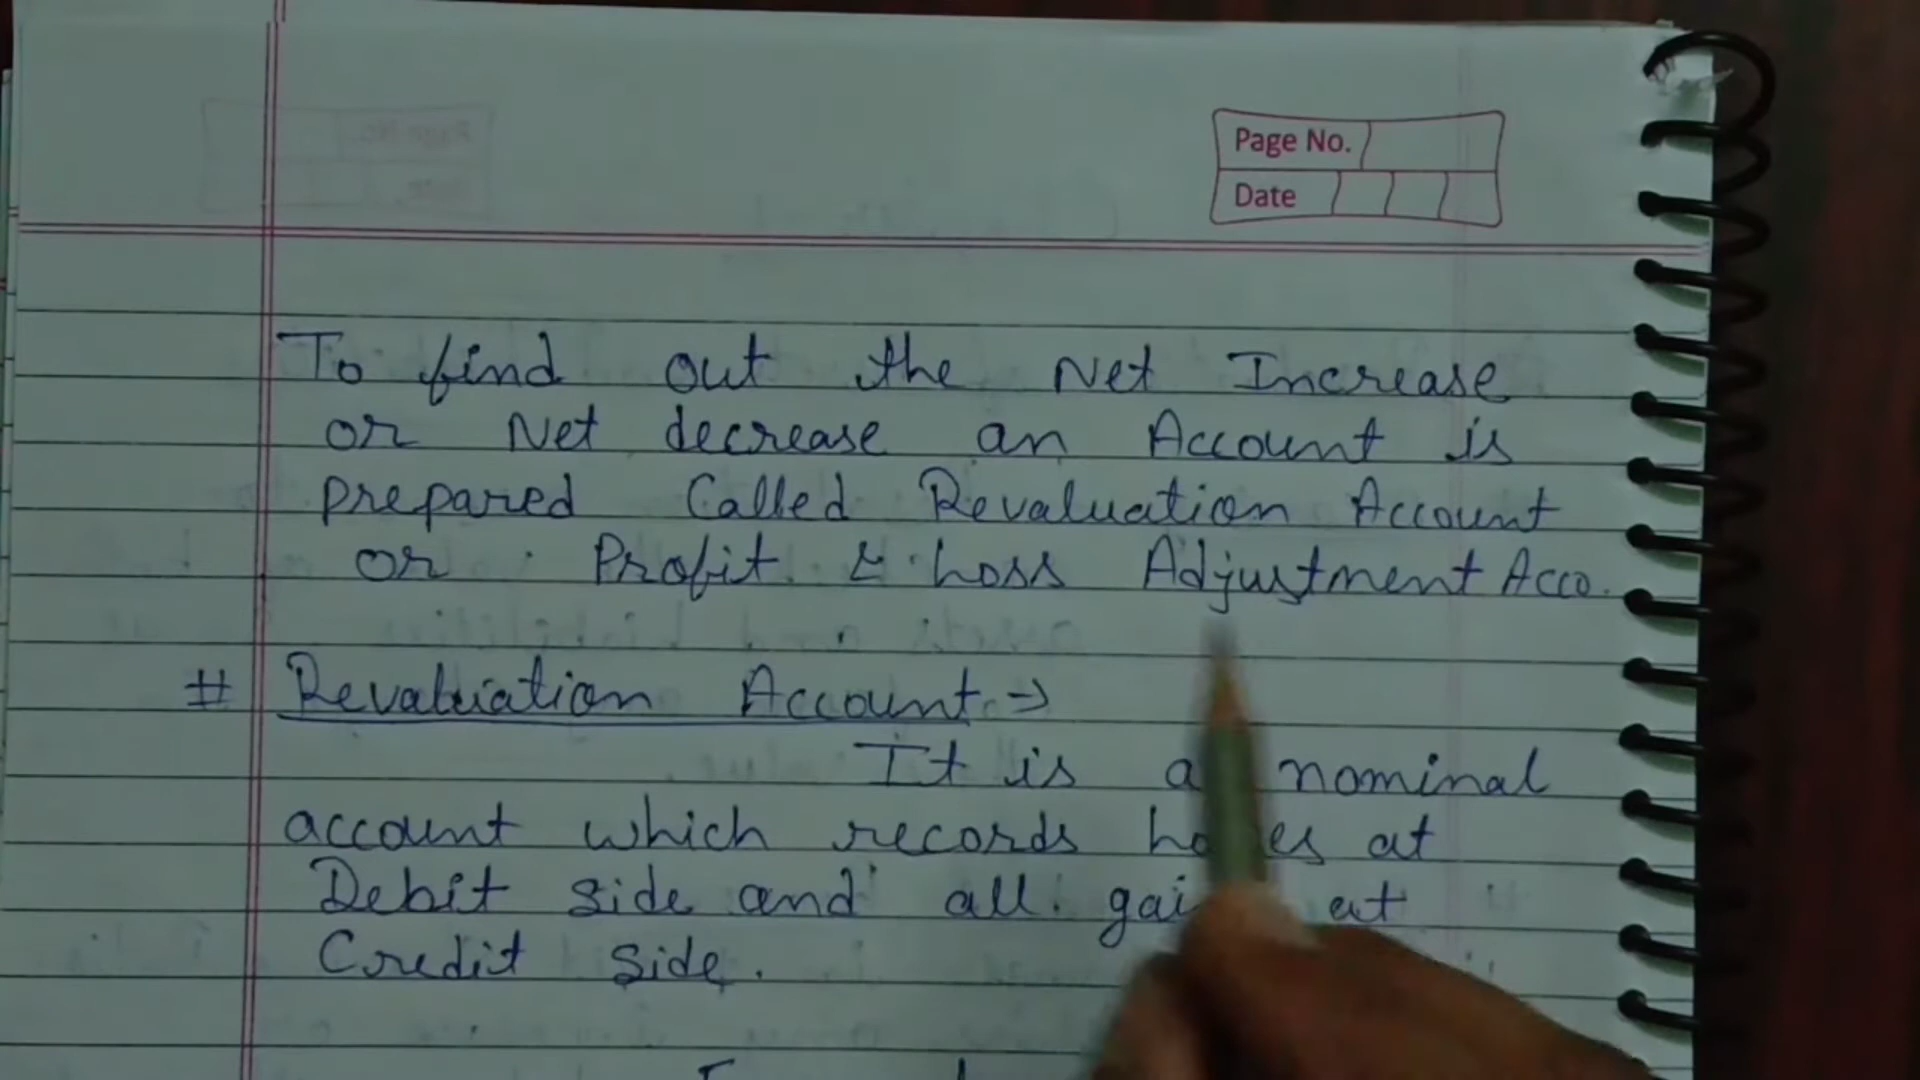 Page No.
Date
To find out the Net Increase
or Net decrease an Account is
prepared Called Revaluation Account
or Profit & Loss Adjustment Acco.
# Revaluation Account →
It is a nominal
account which records at
Debit side and all at
Credit side.